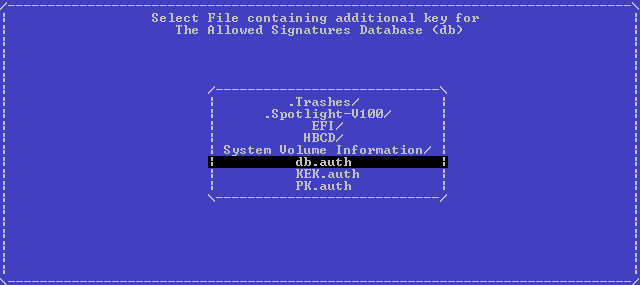 Select File containing additional key for
The Allowed Signatures Database (db)
.Trashes/
.Spotlight-V100/
EFI/
HBCD/
System Volume Information/
db.auth
KEK.auth
PK.auth